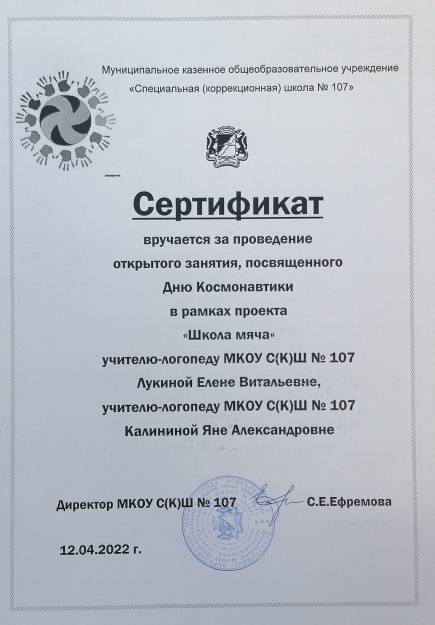 Муниципальное казенное общеобразовательное учреждение
«Специальная (коррекционная) школа № 107»
Сертификат
вручается за проведение
открытого занятия, посвященного
Дню Космонавтики
в рамках проекта
«Школа мяча»
учителю-логопеду МКОУ С(К)Ш № 107
Лукиной Елене Витальевне,
учителю-логопеду МКОУ С(К)Ш № 107
Калининой Яне Александровне
Директор МКОУ С(К)Ш № 107 С.Е.Ефремова
12.04.2022 г.